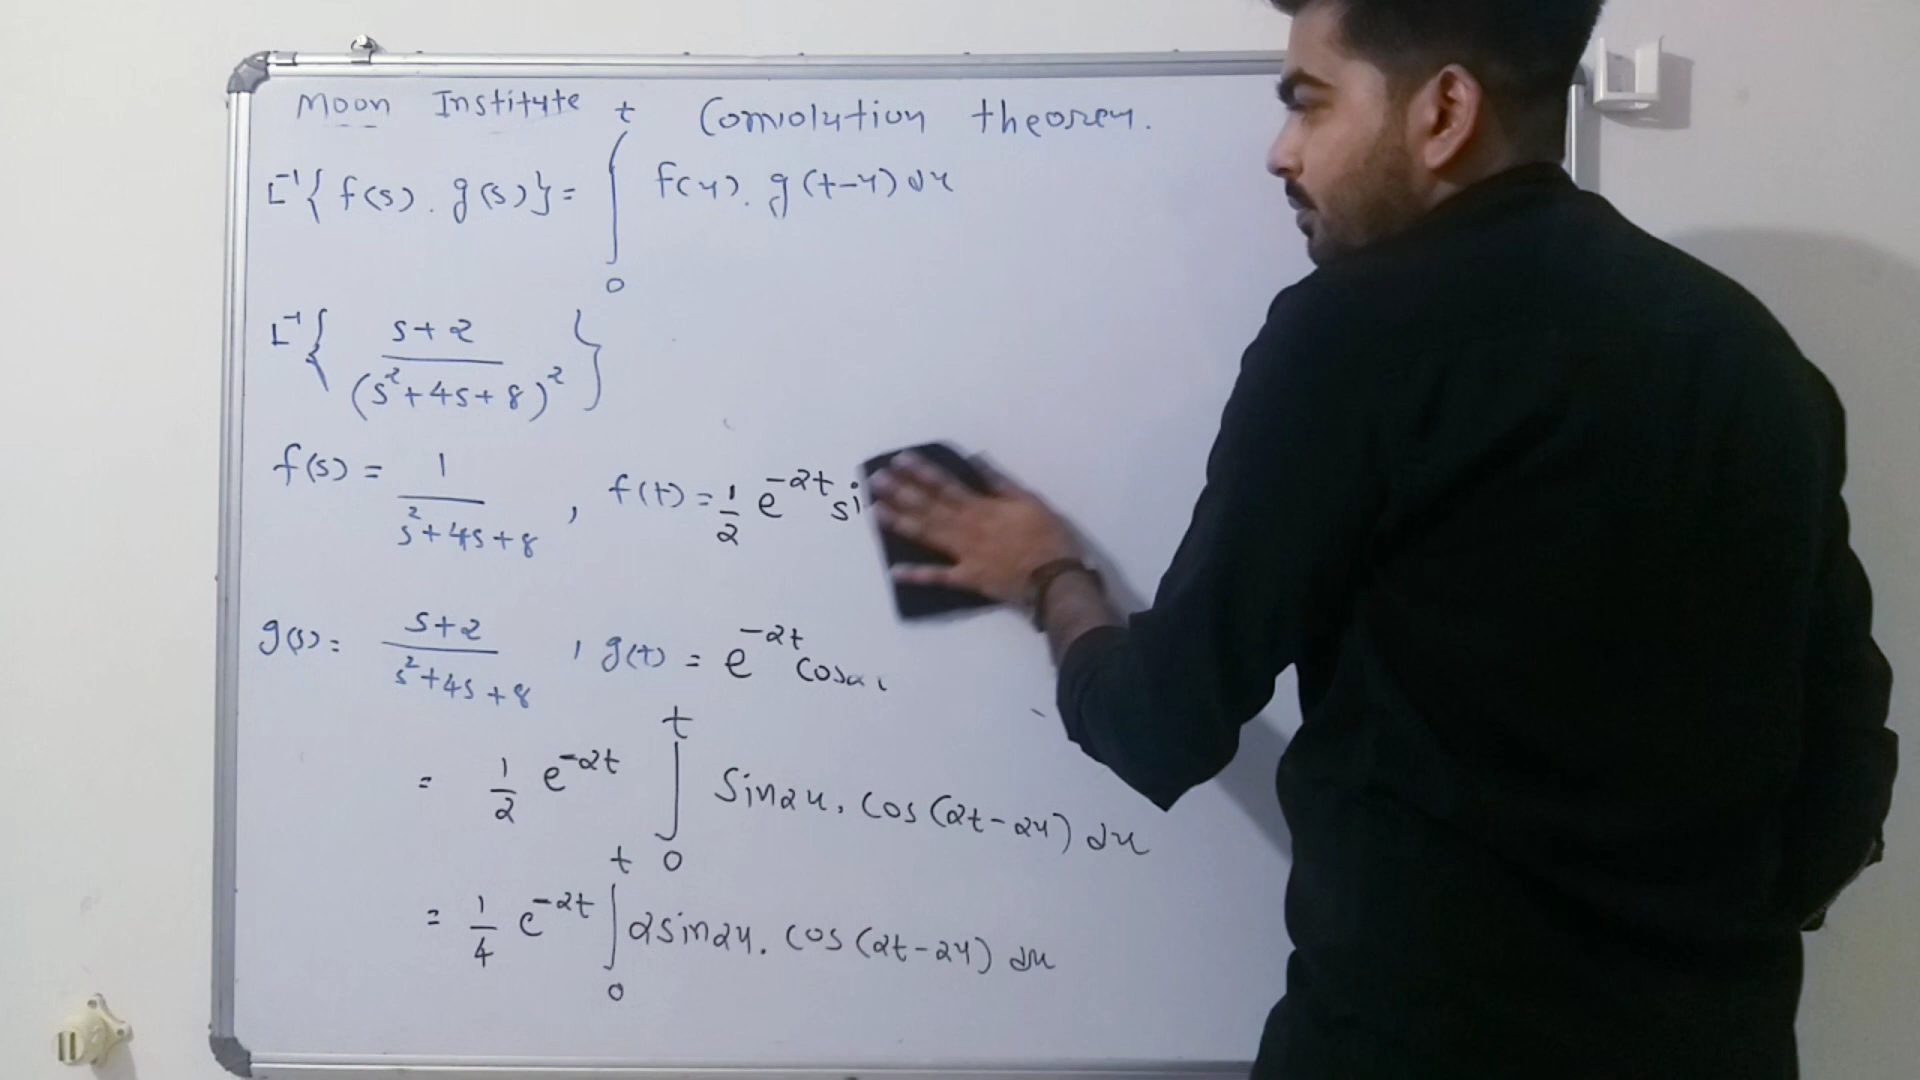 Moon Institute
Convolution theorem.
L⁻¹{ f(s) . g(s) } = ∫₀ᵗ f(u). g(t-u) du
L⁻¹{ (s+2)/(s²+4s+8)² }
f(s) = 1/(s²+4s+8) , f(t) = 1/2 e^(-2t) si
g(s) = (s+2)/(s²+4s+8) , g(t) = e^(-2t) cos
= 1/2 e^(-2t) ∫₀ᵗ Sin2u . cos(2t-2u) du
= 1/4 e^(-2t) ∫₀ᵗ 2sin2u . cos(2t-2u) du